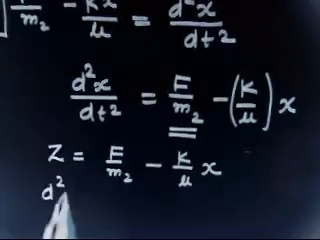 F/m₂ - kx/μ = d²x/dt²
d²x/dt² = F/m₂ - (k/μ) x
Z = F/m₂ - k/μ x
d²